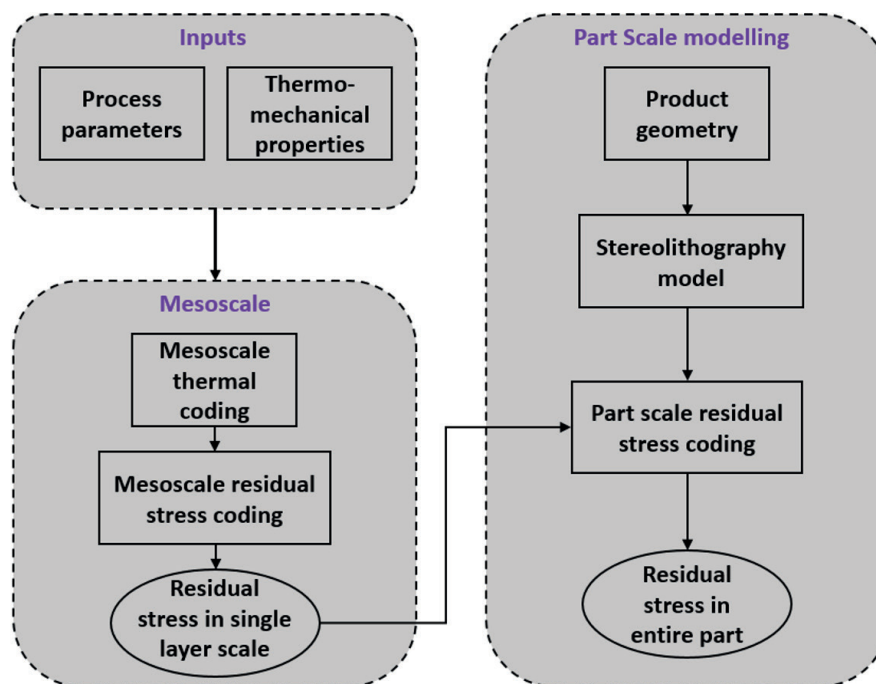 Inputs
Process
parameters
Thermo-
mechanical
properties
Mesoscale
Mesoscale
thermal
coding
Mesoscale residual
stress coding
Residual
stress in single
layer scale
Part Scale modelling
Product
geometry
Stereolithography
model
Part scale residual
stress coding
Residual
stress in
entire part